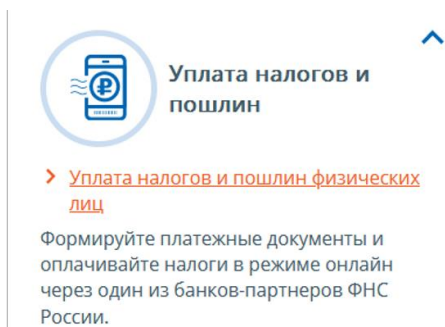 Уплата налогов и
пошлин
Уплата налогов и пошлин физических
лиц
Формируйте платежные документы и
оплачивайте налоги в режиме онлайн
через один из банков-партнеров ФНС
России.